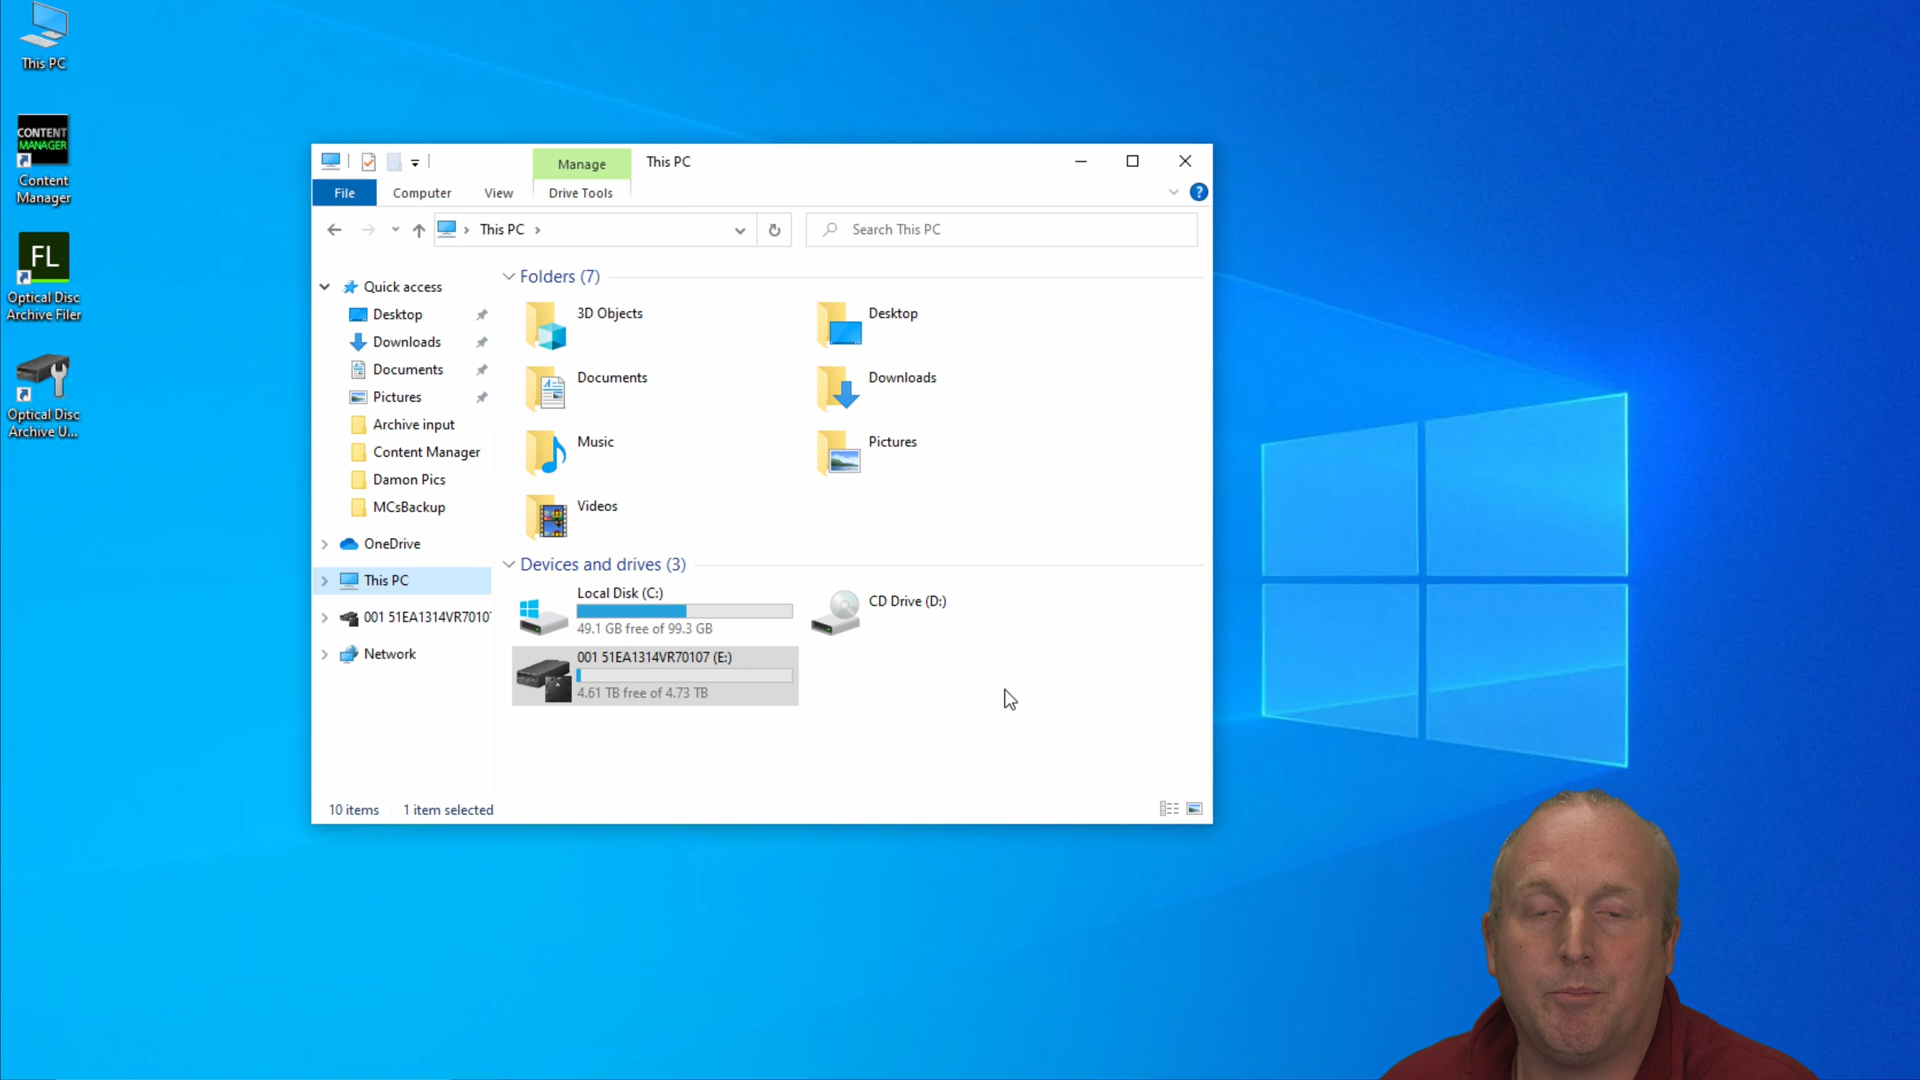 This PC
CONTENT
MANAGER
Content
Manager
FL
Optical Disc
Archive Filer
Optical Disc
Archive U...
Manage
This PC
File
Computer
View
Drive Tools
?
This PC
Search This PC
Quick access
Desktop
Downloads
Documents
Pictures
Archive input
Content Manager
Damon Pics
MCsBackup
OneDrive
This PC
001 51EA1314VR7010
Network
Folders (7)
3D Objects
Desktop
Documents
Downloads
Music
Pictures
Videos
Devices and drives (3)
Local Disk (C:)
49.1 GB free of 99.3 GB
CD Drive (D:)
001 51EA1314VR70107 (E:)
4.61 TB free of 4.73 TB
10 items
1 item selected